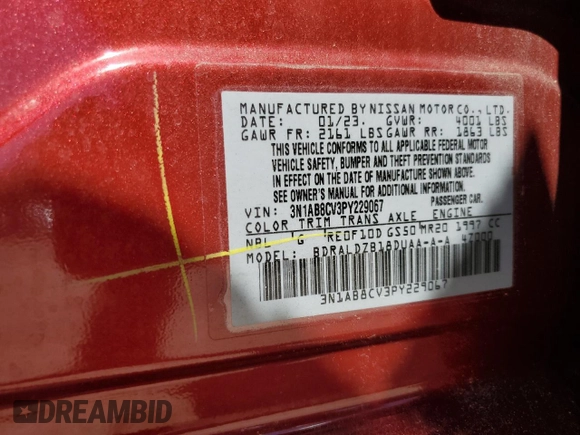 MANUFACTURED BY NISSAN MOTOR CO., LTD.
DATE: 01/23. GVWR: 4001 LBS
GAWR FR: 2161 LBS GAWR RR: 1863 LBS
THIS VEHICLE CONFORMS TO ALL APPLICABLE FEDERAL MOTOR
VEHICLE SAFETY, BUMPER AND THEFT PREVENTION STANDARDS
IN EFFECT ON THE DATE OF MANUFACTURE SHOWN ABOVE.
SEE OWNER'S MANUAL FOR ADDITIONAL INFORMATION.
VIN: 3N1AB8CV3PY229067 PASSENGER CAR.
COLOR TRIM TRANS AXLE ENGINE
NBL G RE0F10D GS50 MR20 1997 CC
MODEL: BDRALDZB18DUAA-A-A
3N1AB8CV3PY229067
DREAMBID